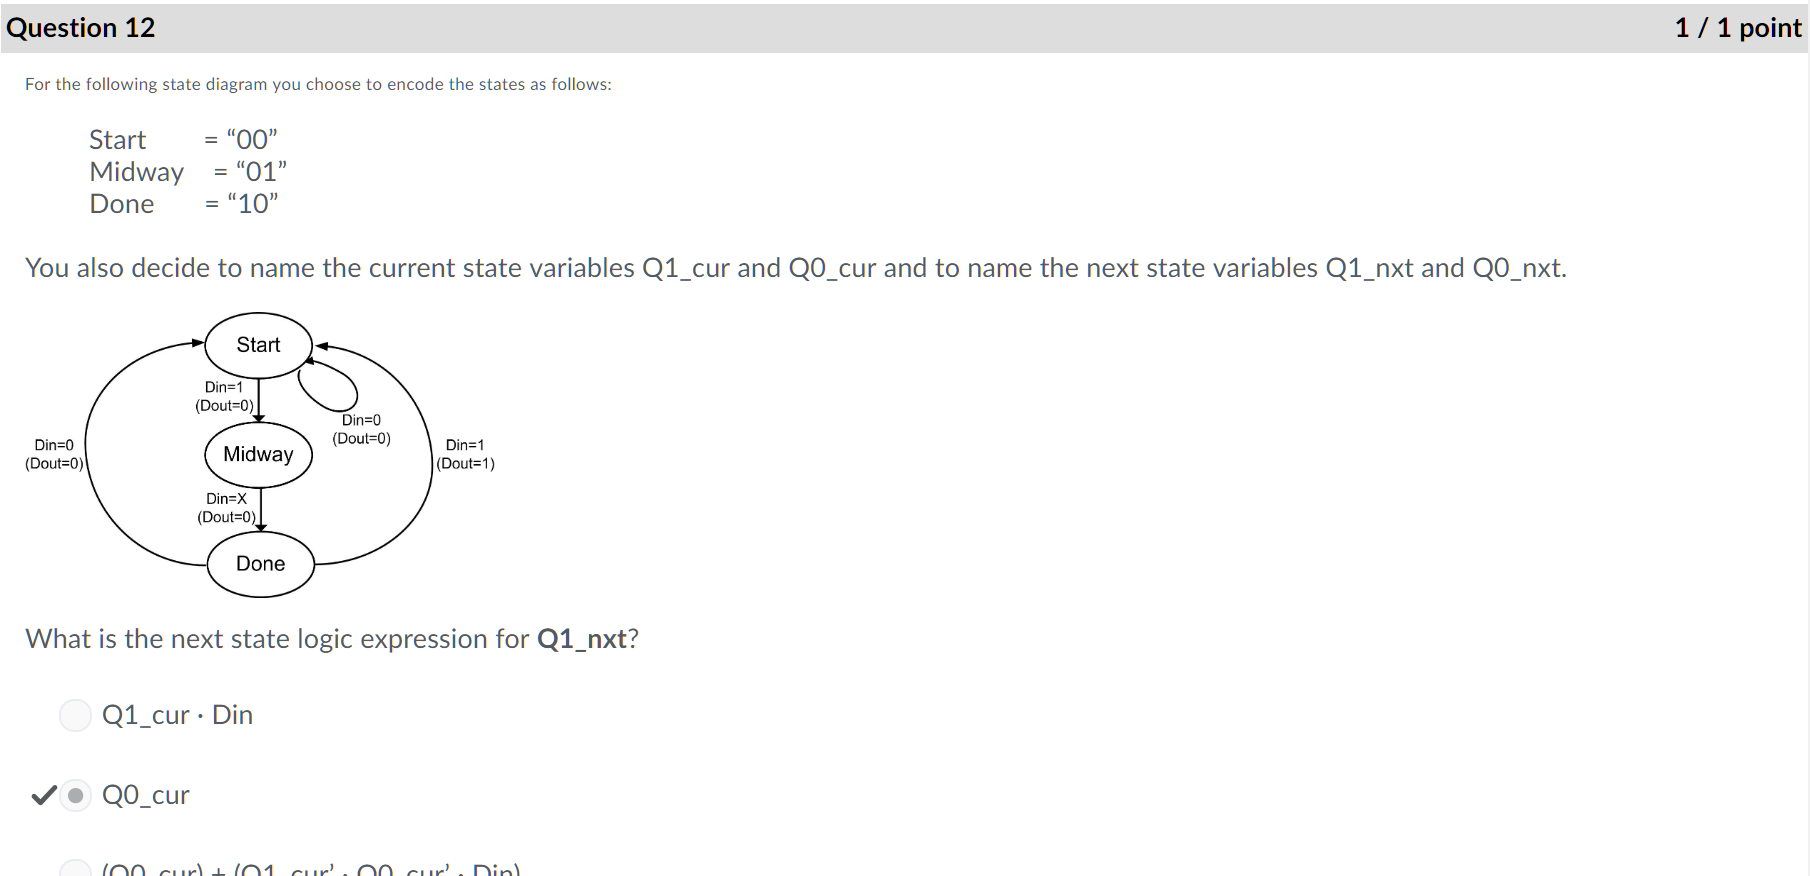 Question 12
1 / 1 point
For the following state diagram you choose to encode the states as follows:
Start = “00”
Midway = “01”
Done = “10”
You also decide to name the current state variables Q1_cur and Q0_cur and to name the next state variables Q1_nxt and Q0_nxt.
Start
Din=1
(Dout=0)
Din=0
(Dout=0)
Din=0
(Dout=0)
Midway
Din=1
(Dout=1)
Din=X
(Dout=0)
Done
What is the next state logic expression for Q1_nxt?
Q1_cur · Din
Q0_cur
(Q0_cur) + (Q1_cur’ · Q0_cur’ · Din)